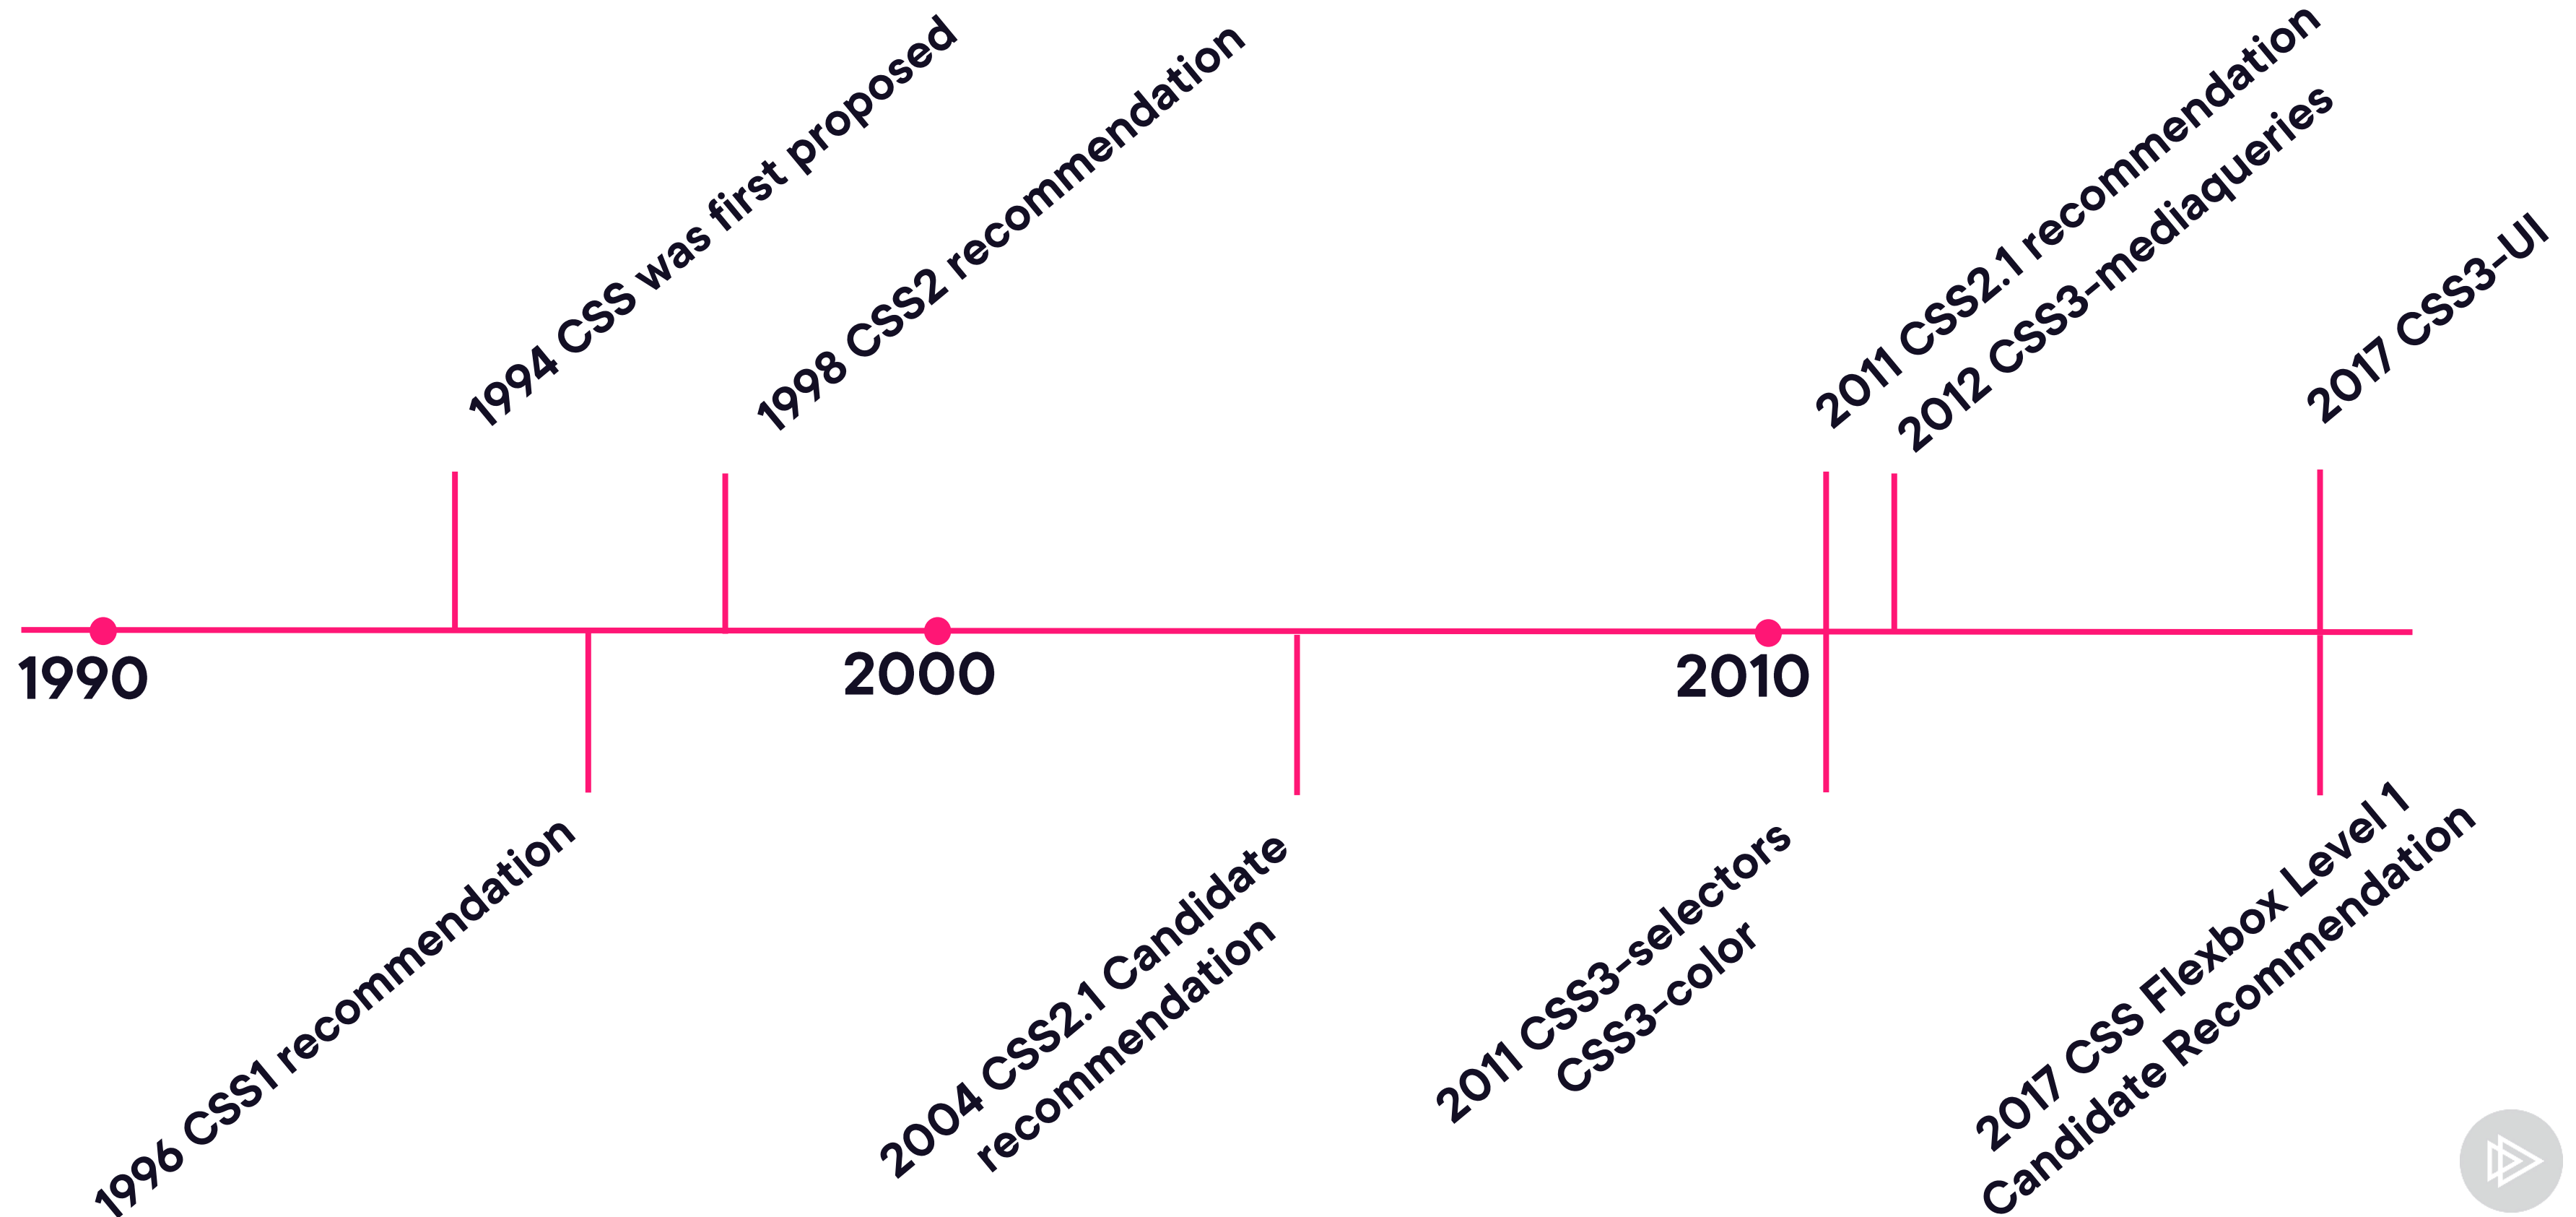 1994 CSS was first proposed
1998 CSS2 recommendation
2011 CSS2.1 recommendation
2012 CSS3-mediaqueries
2017 CSS3-UI
1990
2000
2010
1996 CSS1 recommendation
2004 CSS2.1 Candidate
recommendation
2011 CSS3-selectors
CSS3-color
2017 CSS Flexbox Level 1
Candidate Recommendation